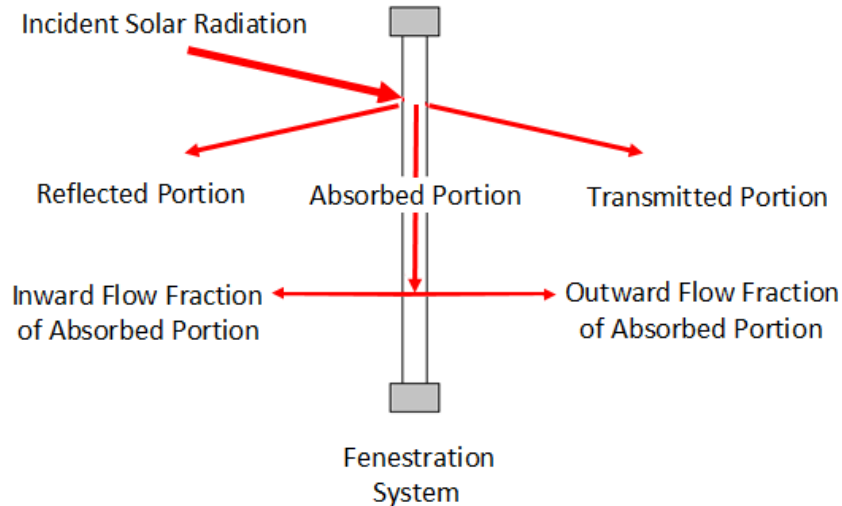 Incident Solar Radiation
Reflected Portion
Absorbed Portion
Transmitted Portion
Inward Flow Fraction
of Absorbed Portion
Outward Flow Fraction
of Absorbed Portion
Fenestration
System